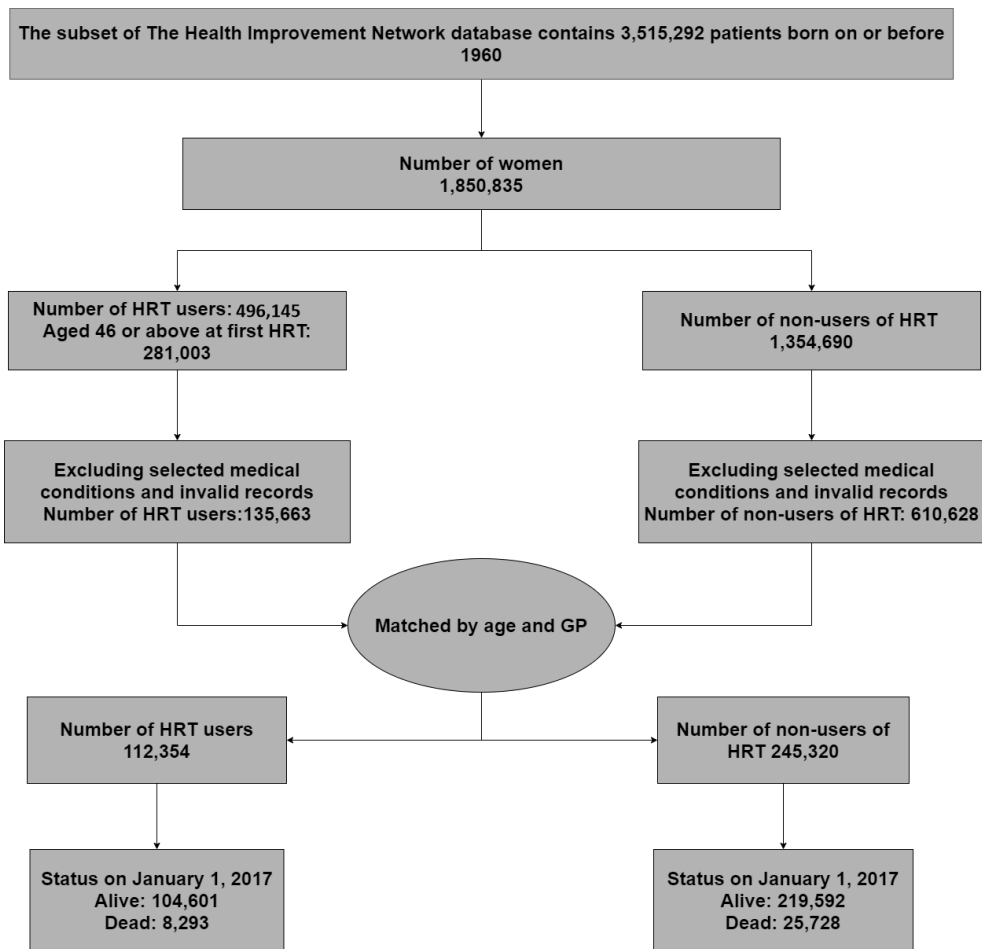 The subset of The Health Improvement Network database contains 3,515,292 patients born on or before
1960
Number of women
1,850,835
Number of HRT users: 496,145
Aged 46 or above at first HRT:
281,003
Number of non-users of HRT
1,354,690
Excluding selected medical
conditions and invalid records
Number of HRT users:135,663
Excluding selected medical
conditions and invalid records
Number of non-users of HRT: 610,628
Matched by age and GP
Number of HRT users
112,354
Number of non-users of
HRT 245,320
Status on January 1, 2017
Alive: 104,601
Dead: 8,293
Status on January 1, 2017
Alive: 219,592
Dead: 25,728